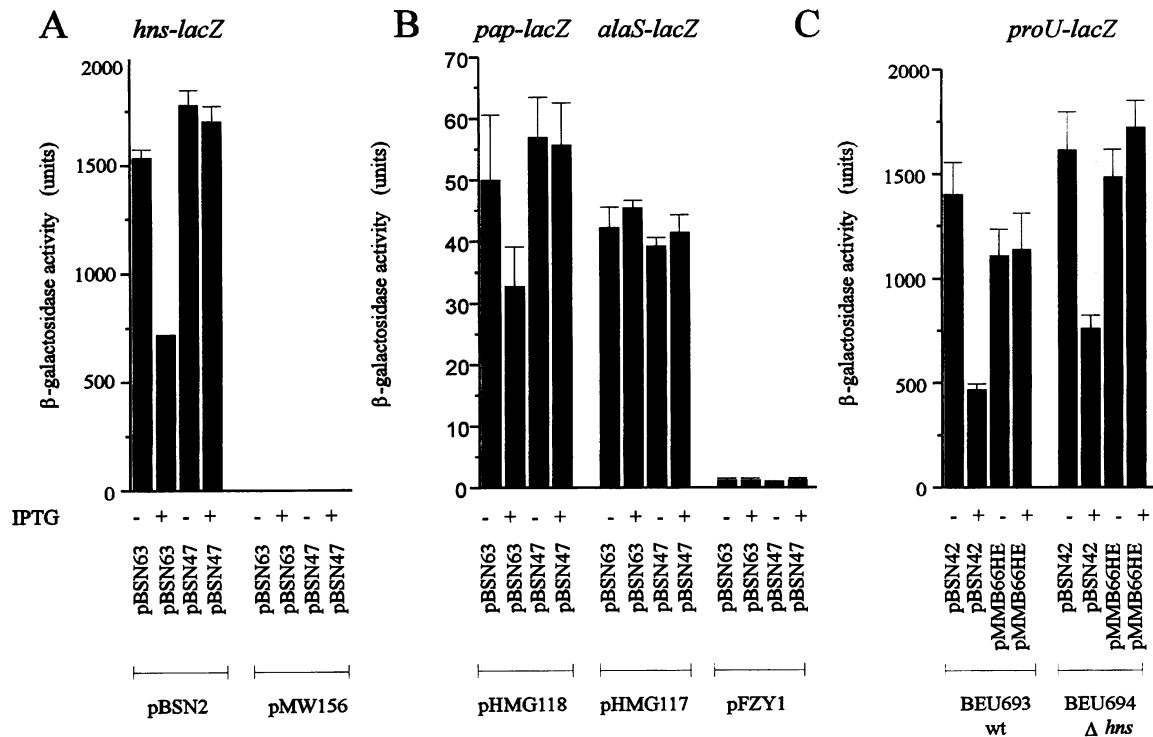 A
hns-lacZ
2000
1500
1000
500
0
β-galactosidase activity (units)
B
pap-lacZ alaS-lacZ
70
60
50
40
30
20
10
0
β-galactosidase activity (units)
C
proU-lacZ
2000
1500
1000
500
0
β-galactosidase activity (units)
IPTG
- + - + - + - +
pBSN63
pBSN63
pBSN47
pBSN47
pBSN63
pBSN63
pBSN47
pBSN47
pBSN2
pMW156
- + - + - + - + - + - +
pBSN63
pBSN63
pBSN47
pBSN47
pBSN63
pBSN63
pBSN47
pBSN47
pBSN63
pBSN63
pBSN47
pBSN47
pHMG118
pHMG117
pFZY1
- + - + - + - +
pBSN42
pBSN42
pMMB66HE
pMMB66HE
pBSN42
pBSN42
pMMB66HE
pMMB66HE
BEU693
wt
BEU694
Δ hns